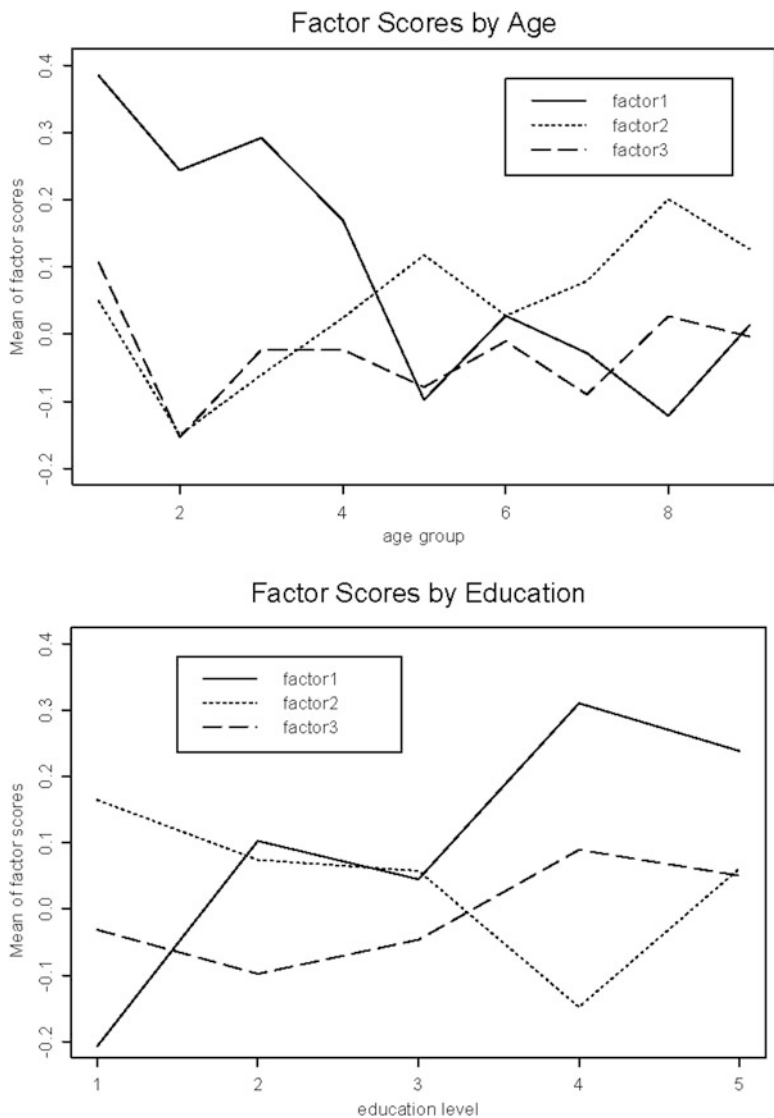 Factor Scores by Age
Mean of factor scores
0.4
0.3
0.2
0.1
0.0
-0.1
-0.2
factor1
factor2
factor3
2 4 6 8
age group
Factor Scores by Education
Mean of factor scores
0.4
0.3
0.2
0.1
0.0
-0.1
-0.2
factor1
factor2
factor3
1 2 3 4 5
education level